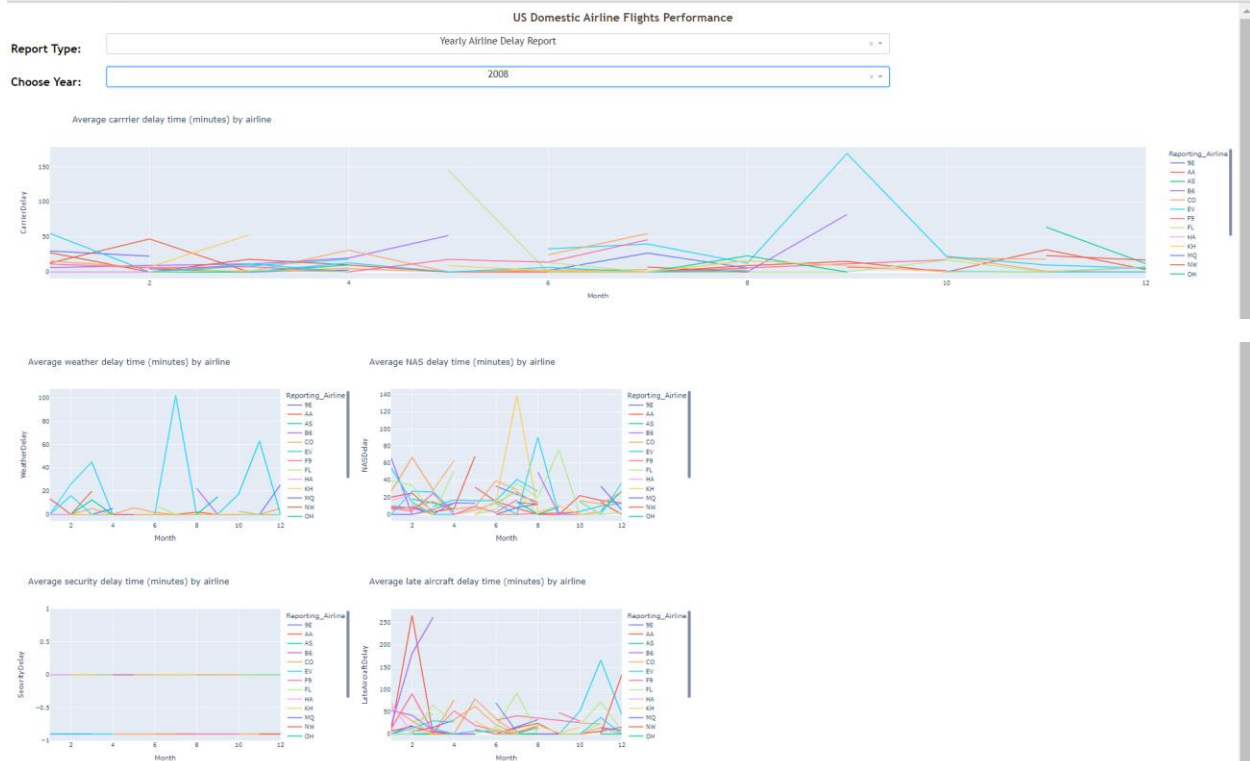 US Domestic Airline Flights Performance
Report Type:
Yearly Airline Delay Report
x
Choose Year:
2008
x
Average carrrier delay time (minutes) by airline
CarrierDelay
150
100
50
0
2
4
6
8
10
12
Month
Reporting_Airline
9E
AA
AS
B6
CO
EV
F9
FL
HA
KH
MQ
NW
OH
Average weather delay time (minutes) by airline
WeatherDelay
100
80
60
40
20
0
2
4
6
8
10
12
Month
Reporting_Airline
9E
AA
AS
B6
CO
EV
F9
FL
HA
KH
MQ
NW
OH
Average NAS delay time (minutes) by airline
NASDelay
140
120
100
80
60
40
20
0
2
4
6
8
10
12
Month
Reporting_Airline
9E
AA
AS
B6
CO
EV
F9
FL
HA
KH
MQ
NW
OH
Average security delay time (minutes) by airline
SecurityDelay
1
0.5
0
−0.5
−1
2
4
6
8
10
12
Month
Reporting_Airline
9E
AA
AS
B6
CO
EV
F9
FL
HA
KH
MQ
NW
OH
Average late aircraft delay time (minutes) by airline
LateAircraftDelay
250
200
150
100
50
0
2
4
6
8
10
12
Month
Reporting_Airline
9E
AA
AS
B6
CO
EV
F9
FL
HA
KH
MQ
NW
OH